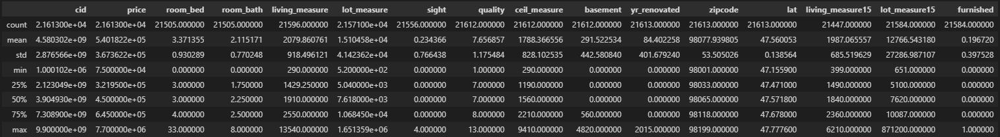 cid price room_bed room_bath living_measure lot_measure sight quality ceil_measure basement yr_renovated zipcode lat living_measure15 lot_measure15 furnished
count 2.161300e+04 2.161300e+04 21505.000000 21505.000000 21596.000000 2.157100e+04 21556.000000 21612.000000 21612.000000 21612.000000 21613.000000 21613.000000 21613.000000 21447.000000 21584.000000 21584.000000
mean 4.580302e+09 5.401822e+05 3.371355 2.115171 2079.860761 1.510458e+04 0.234366 7.656857 1788.366556 291.522534 84.402258 98077.939805 47.560053 1987.065557 12766.543180 0.196720
std 2.876566e+09 3.673622e+05 0.930289 0.770248 918.496121 4.142362e+04 0.766438 1.175484 828.102535 442.580840 401.679240 53.505026 0.138564 685.519629 27286.987107 0.397528
min 1.000102e+06 7.500000e+04 0.000000 0.000000 290.000000 5.200000e+02 0.000000 1.000000 290.000000 0.000000 0.000000 98001.000000 47.155900 399.000000 651.000000 0.000000
25% 2.123049e+09 3.219500e+05 3.000000 1.750000 1429.250000 5.040000e+03 0.000000 7.000000 1190.000000 0.000000 0.000000 98033.000000 47.471000 1490.000000 5100.000000 0.000000
50% 3.904930e+09 4.500000e+05 3.000000 2.250000 1910.000000 7.618000e+03 0.000000 7.000000 1560.000000 0.000000 0.000000 98065.000000 47.571800 1840.000000 7620.000000 0.000000
75% 7.308900e+09 6.450000e+05 4.000000 2.500000 2550.000000 1.068450e+04 0.000000 8.000000 2210.000000 560.000000 0.000000 98118.000000 47.678000 2360.000000 10087.000000 0.000000
max 9.900000e+09 7.700000e+06 33.000000 8.000000 13540.000000 1.651359e+06 4.000000 13.000000 9410.000000 4820.000000 2015.000000 98199.000000 47.777600 6210.000000 871200.000000 1.000000